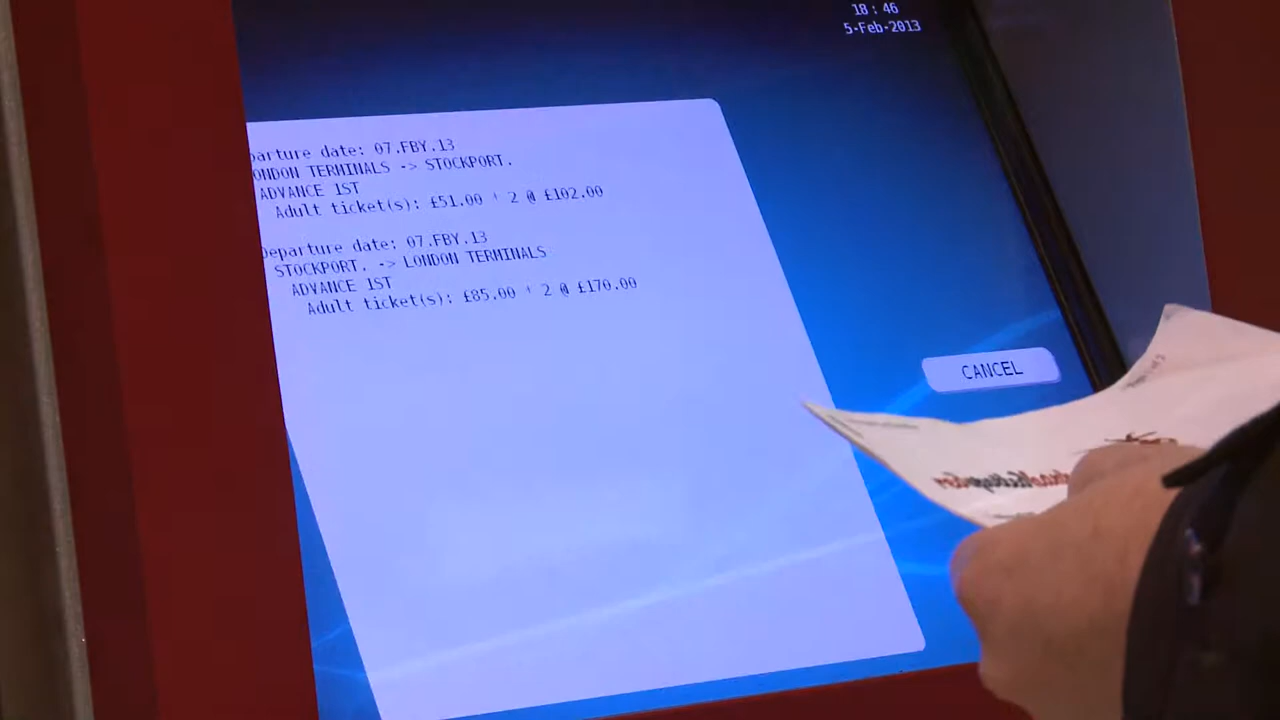 18:46
5-Feb-2013
parture date: 07.FBY.13
ONDON TERMINALS -> STOCKPORT.
ADVANCE 1ST
Adult ticket(s): £51.00 ' 2 @ £102.00
Departure date: 07.FBY.13
STOCKPORT. -> LONDON TERMINALS
ADVANCE 1ST
Adult ticket(s): £85.00 ' 2 @ £170.00
CANCEL